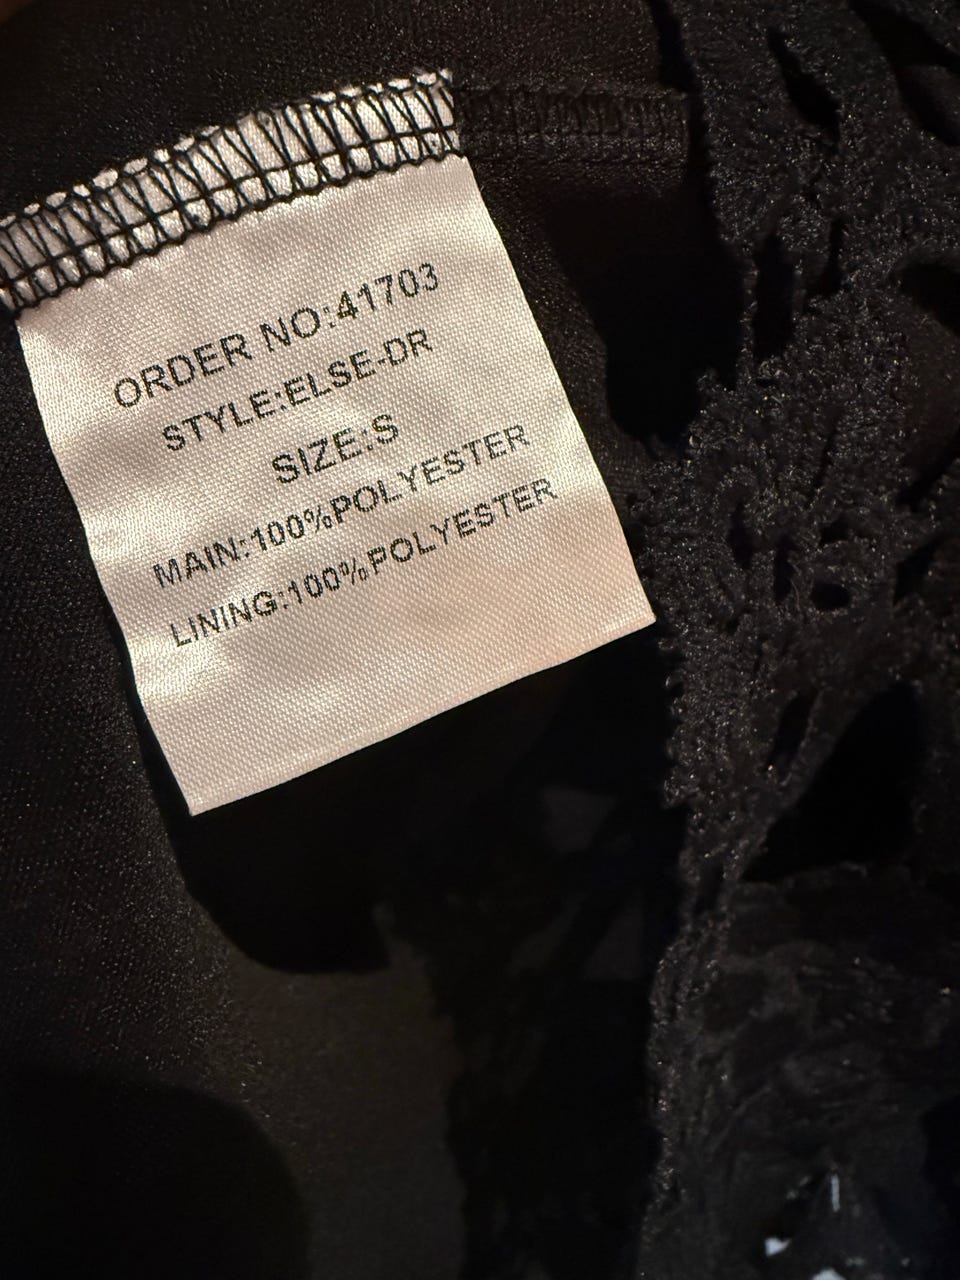 ORDER NO:41703
STYLE:ELSE-DR
SIZE:S
MAIN:100%POLYESTER
LINING:100%POLYESTER